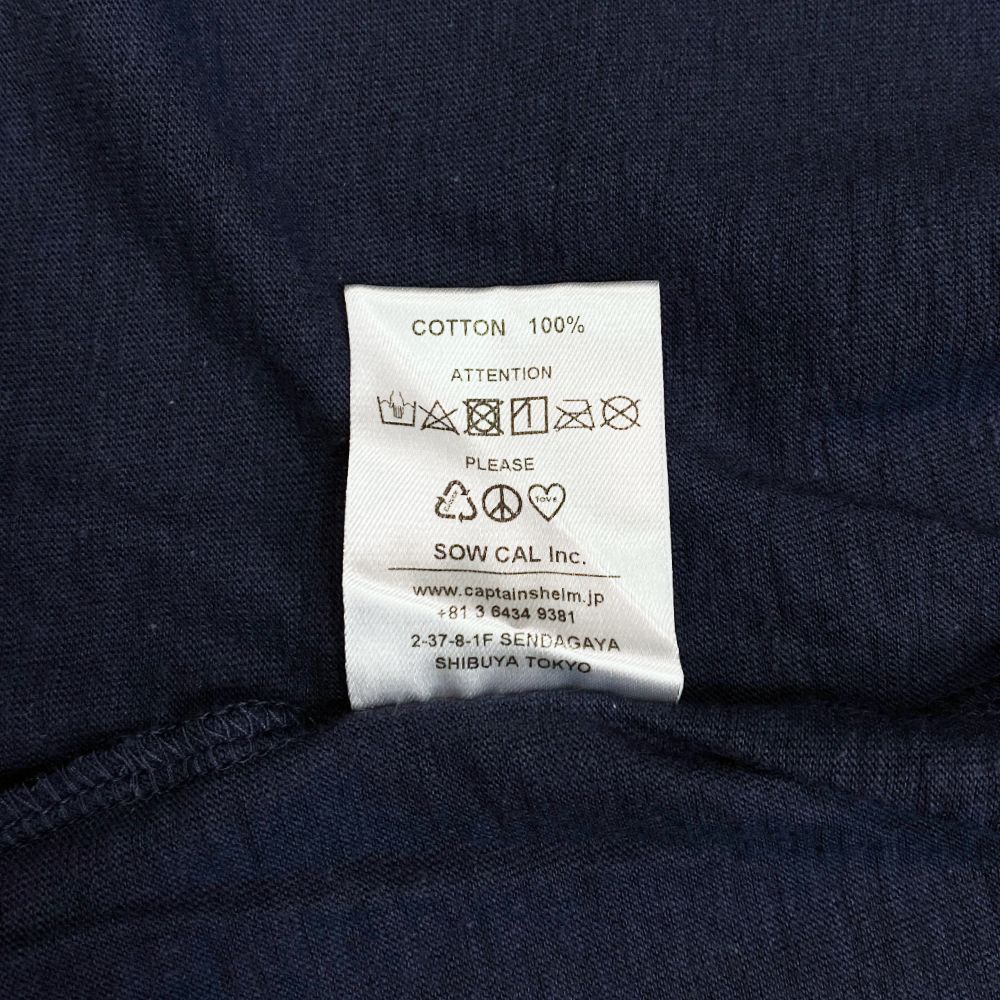 COTTON 100%
ATTENTION
PLEASE
love
SOW CAL Inc.
www.captainshelm.jp
+81 3 6434 9381
2-37-8-1F SENDAGAYA
SHIBUYA TOKYO